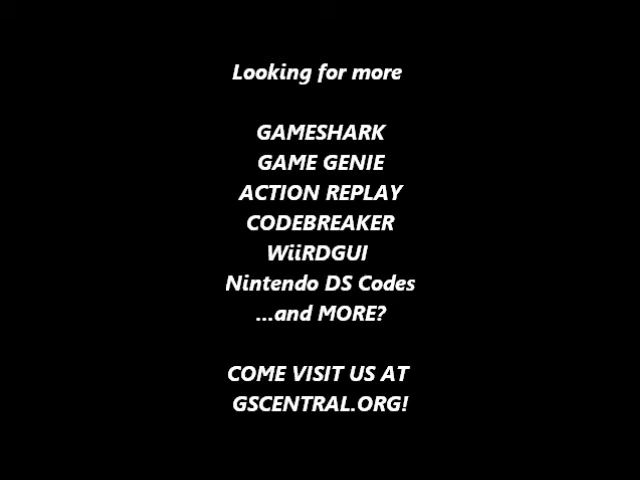 Looking for more
GAMESHARK
GAME GENIE
ACTION REPLAY
CODEBREAKER
WiiRDGUI
Nintendo DS Codes
...and MORE?
COME VISIT US AT
GSCENTRAL.ORG!